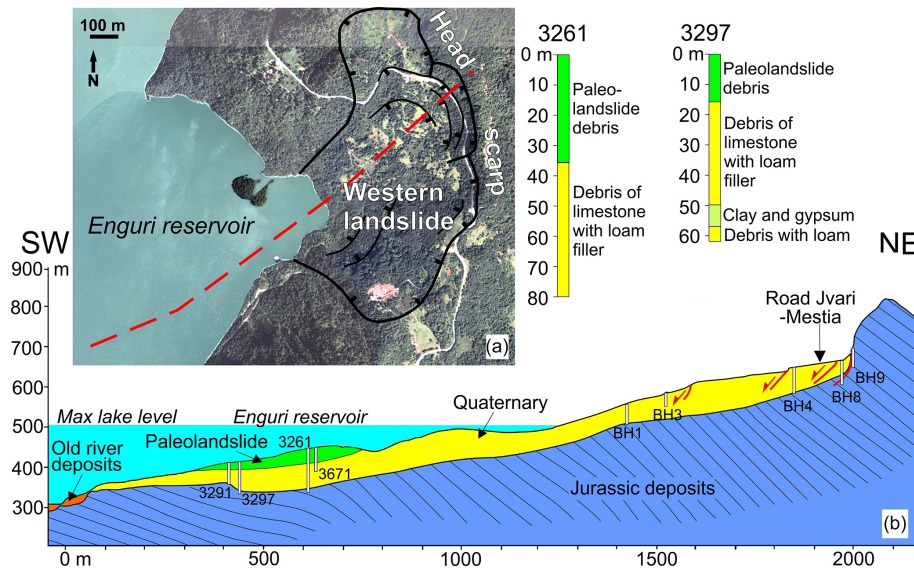 100 m
N
Head
scarp
Western
landslide
Enguri reservoir
(a)
3261
0 m
10
20
30
40
50
60
70
80
Paleo-
landslide
debris
Debris of
limestone
with loam
filler
3297
0 m
10
20
30
40
50
60
Paleolandslide
debris
Debris of
limestone
with loam
filler
Clay and gypsum
Debris with loam
SW
NE
900 m
800
700
600
500
400
300
Max lake level
Enguri reservoir
Old river
deposits
Paleolandslide
3261
3671
3291
3297
Quaternary
Road Jvari
-Mestia
BH1
BH3
BH4
BH8
BH9
Jurassic deposits
(b)
0 m
500
1000
1500
2000